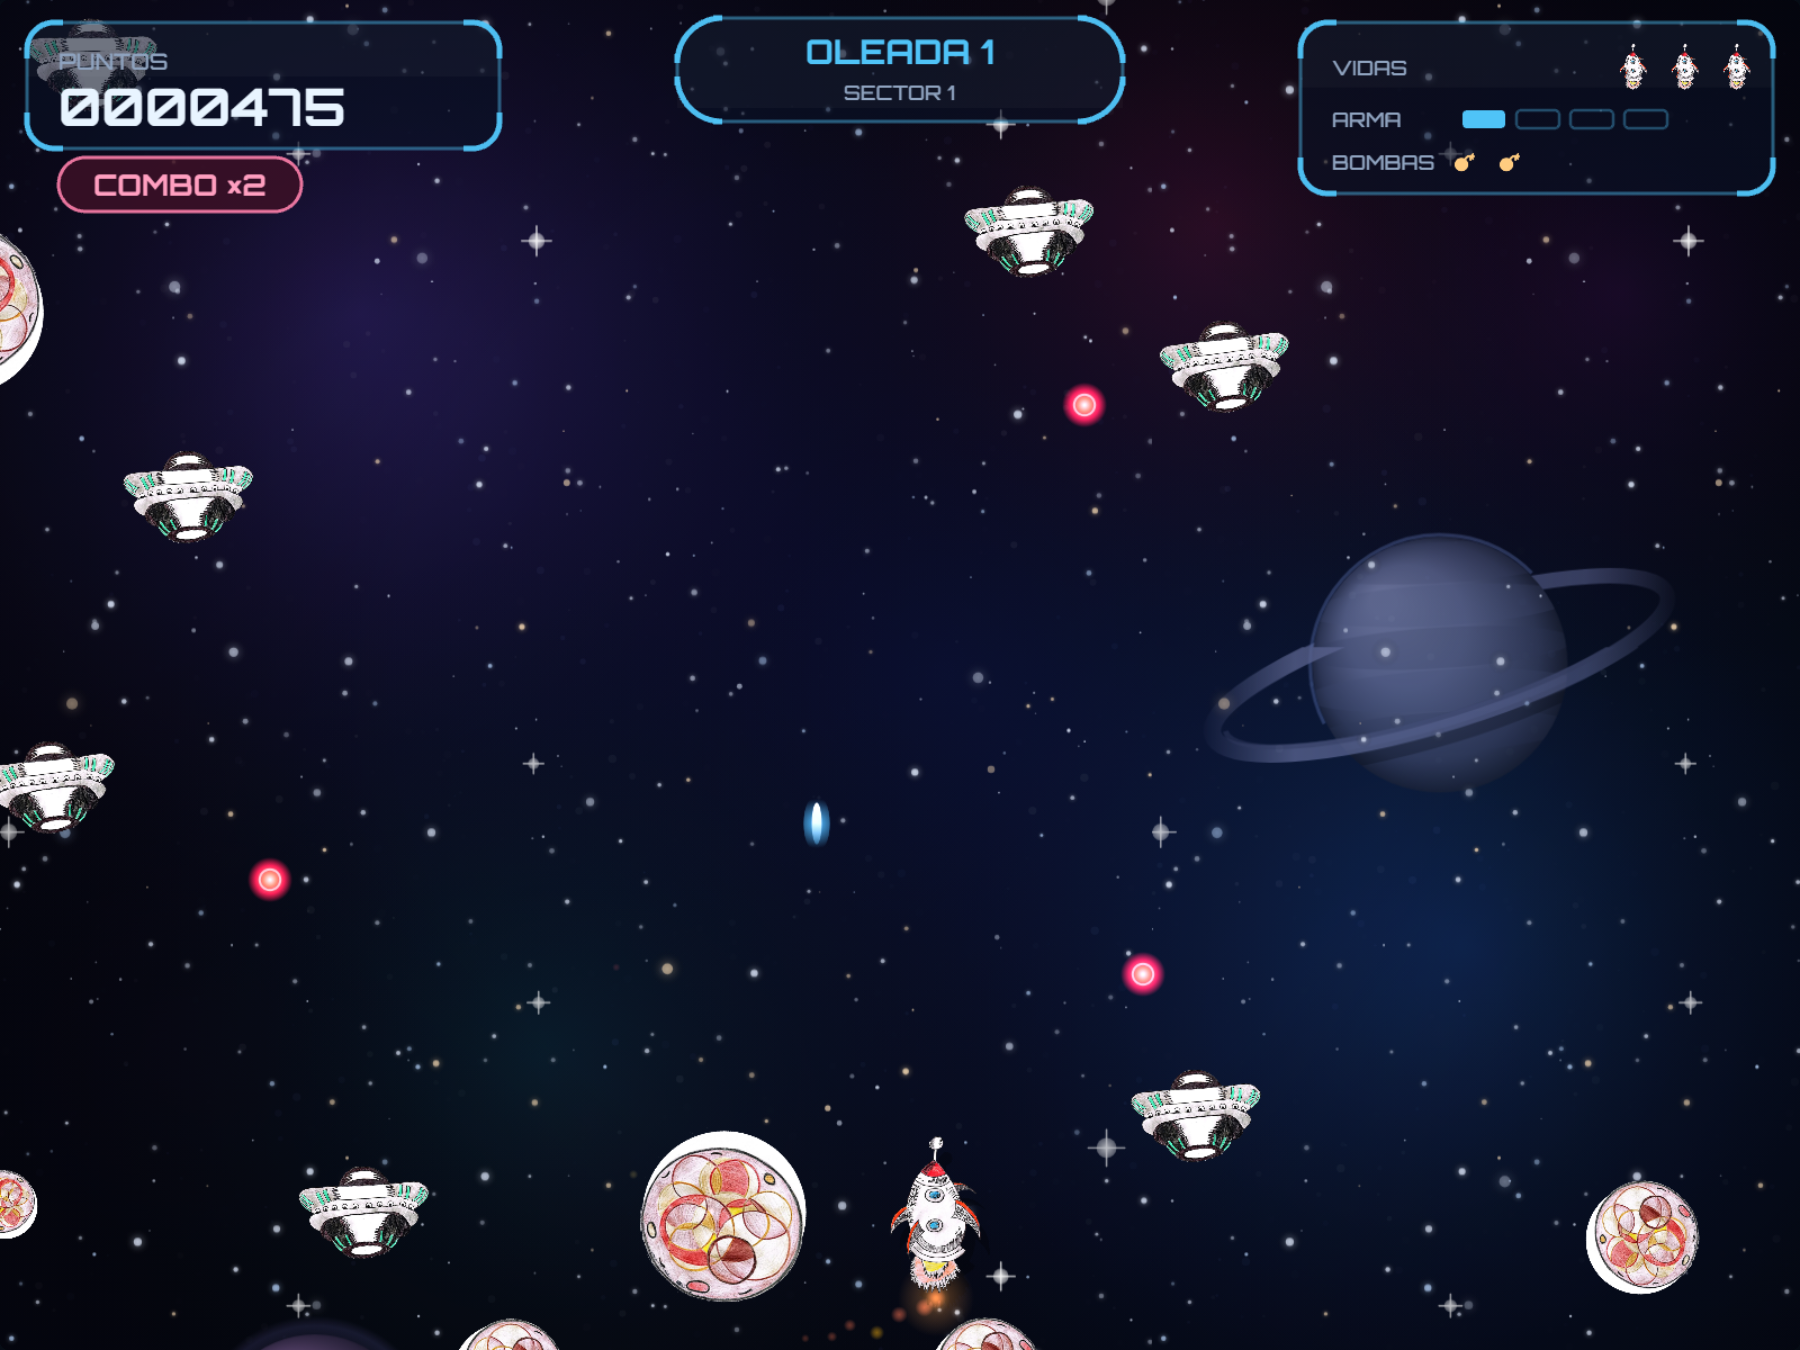 PUNTOS
0000475
COMBO x2
OLEADA 1
SECTOR 1
VIDAS
ARMA
BOMBAS